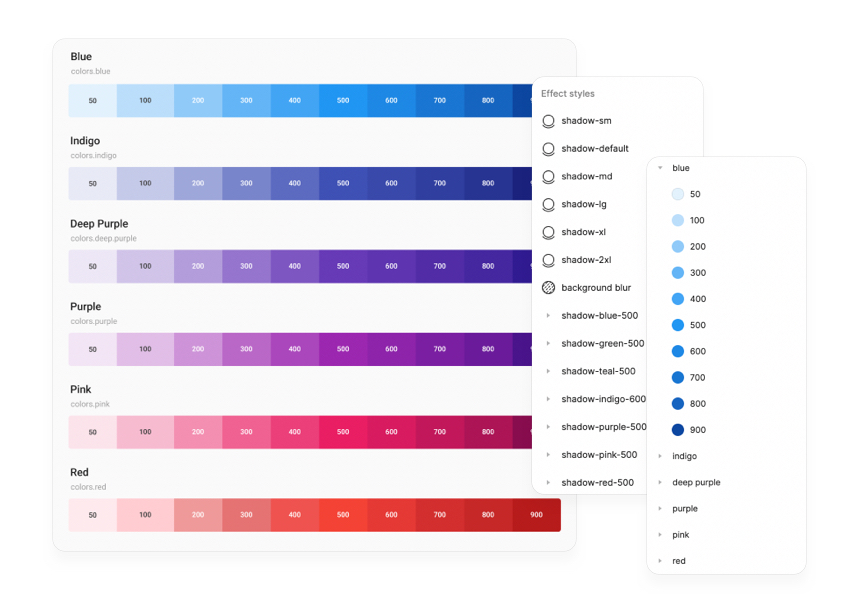 Blue
colors.blue
50 100 200 300 400 500 600 700 800
Indigo
colors.indigo
50 100 200 300 400 500 600 700 800
Deep Purple
colors.deep.purple
50 100 200 300 400 500 600 700 800
Purple
colors.purple
50 100 200 300 400 500 600 700 800
Pink
colors.pink
50 100 200 300 400 500 600 700 800
Red
colors.red
50 100 200 300 400 500 600 700 800 900
Effect styles
shadow-sm
shadow-default
shadow-md
shadow-lg
shadow-xl
shadow-2xl
background blur
shadow-blue-500
shadow-green-500
shadow-teal-500
shadow-indigo-600
shadow-purple-500
shadow-pink-500
shadow-red-500
blue
50
100
200
300
400
500
600
700
800
900
indigo
deep purple
purple
pink
red